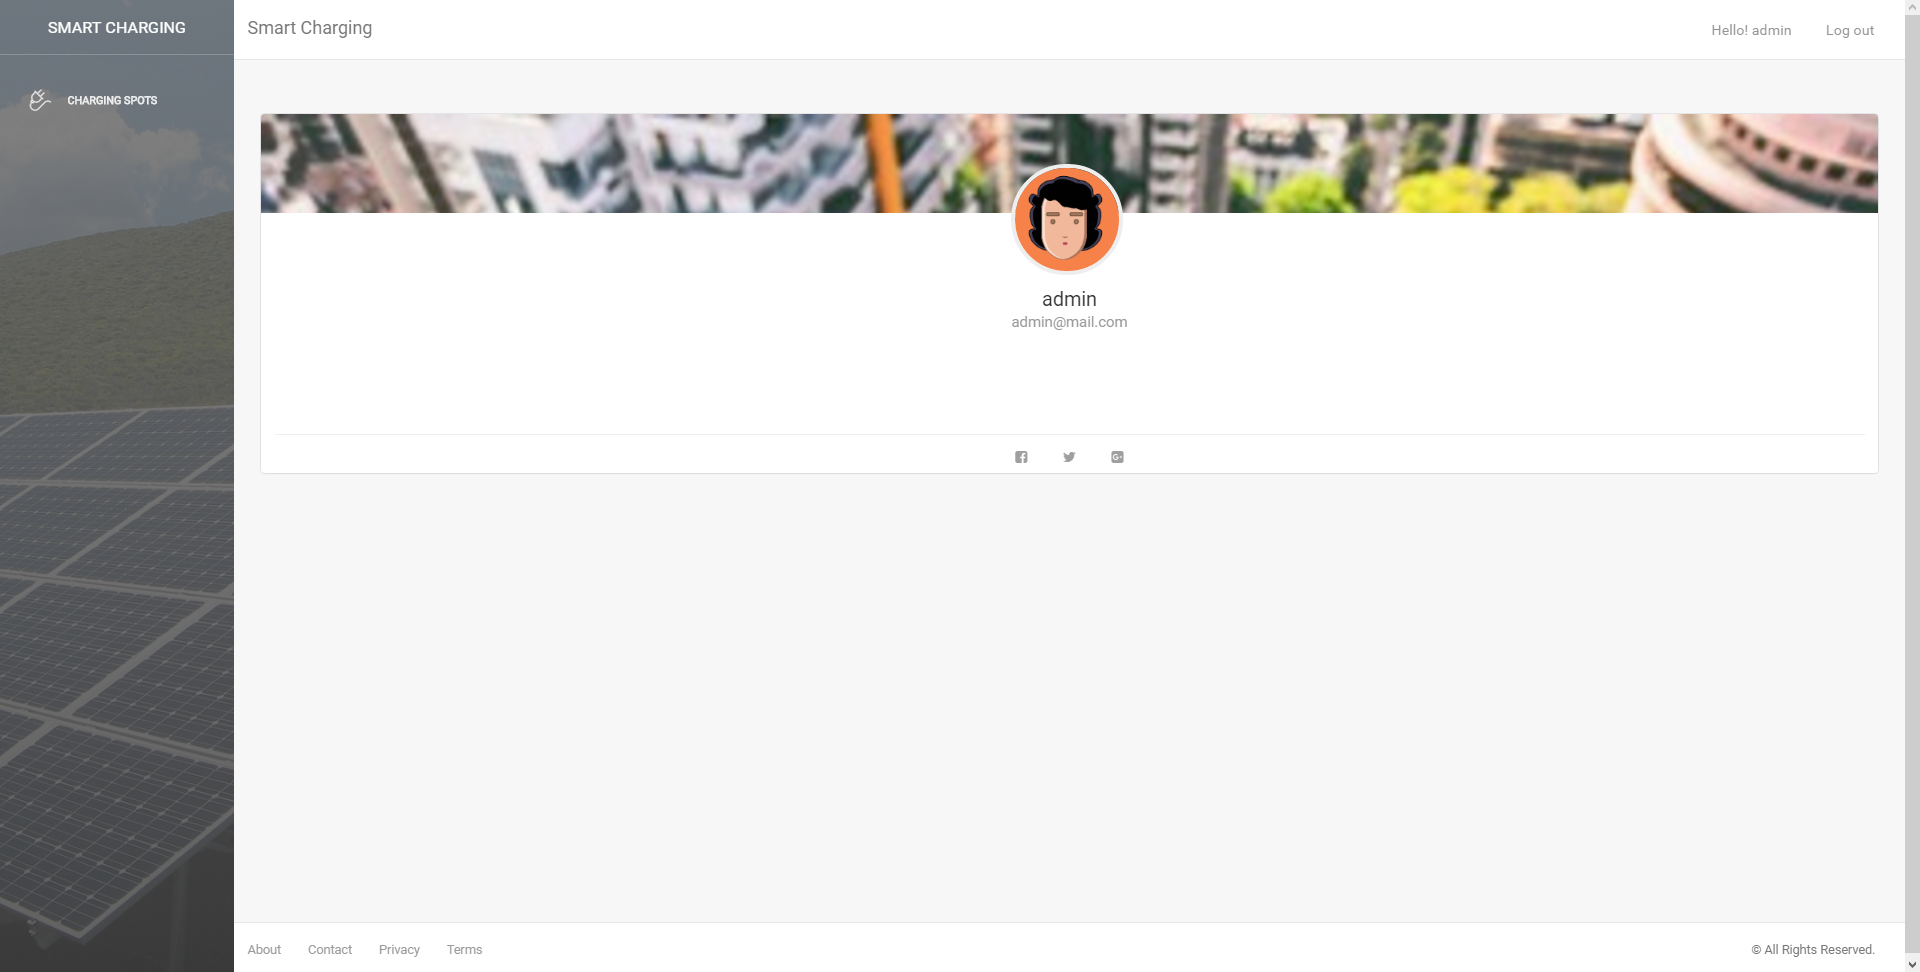 SMART CHARGING
CHARGING SPOTS
Smart Charging
Hello! admin
Log out
admin
admin@mail.com
About
Contact
Privacy
Terms
© All Rights Reserved.